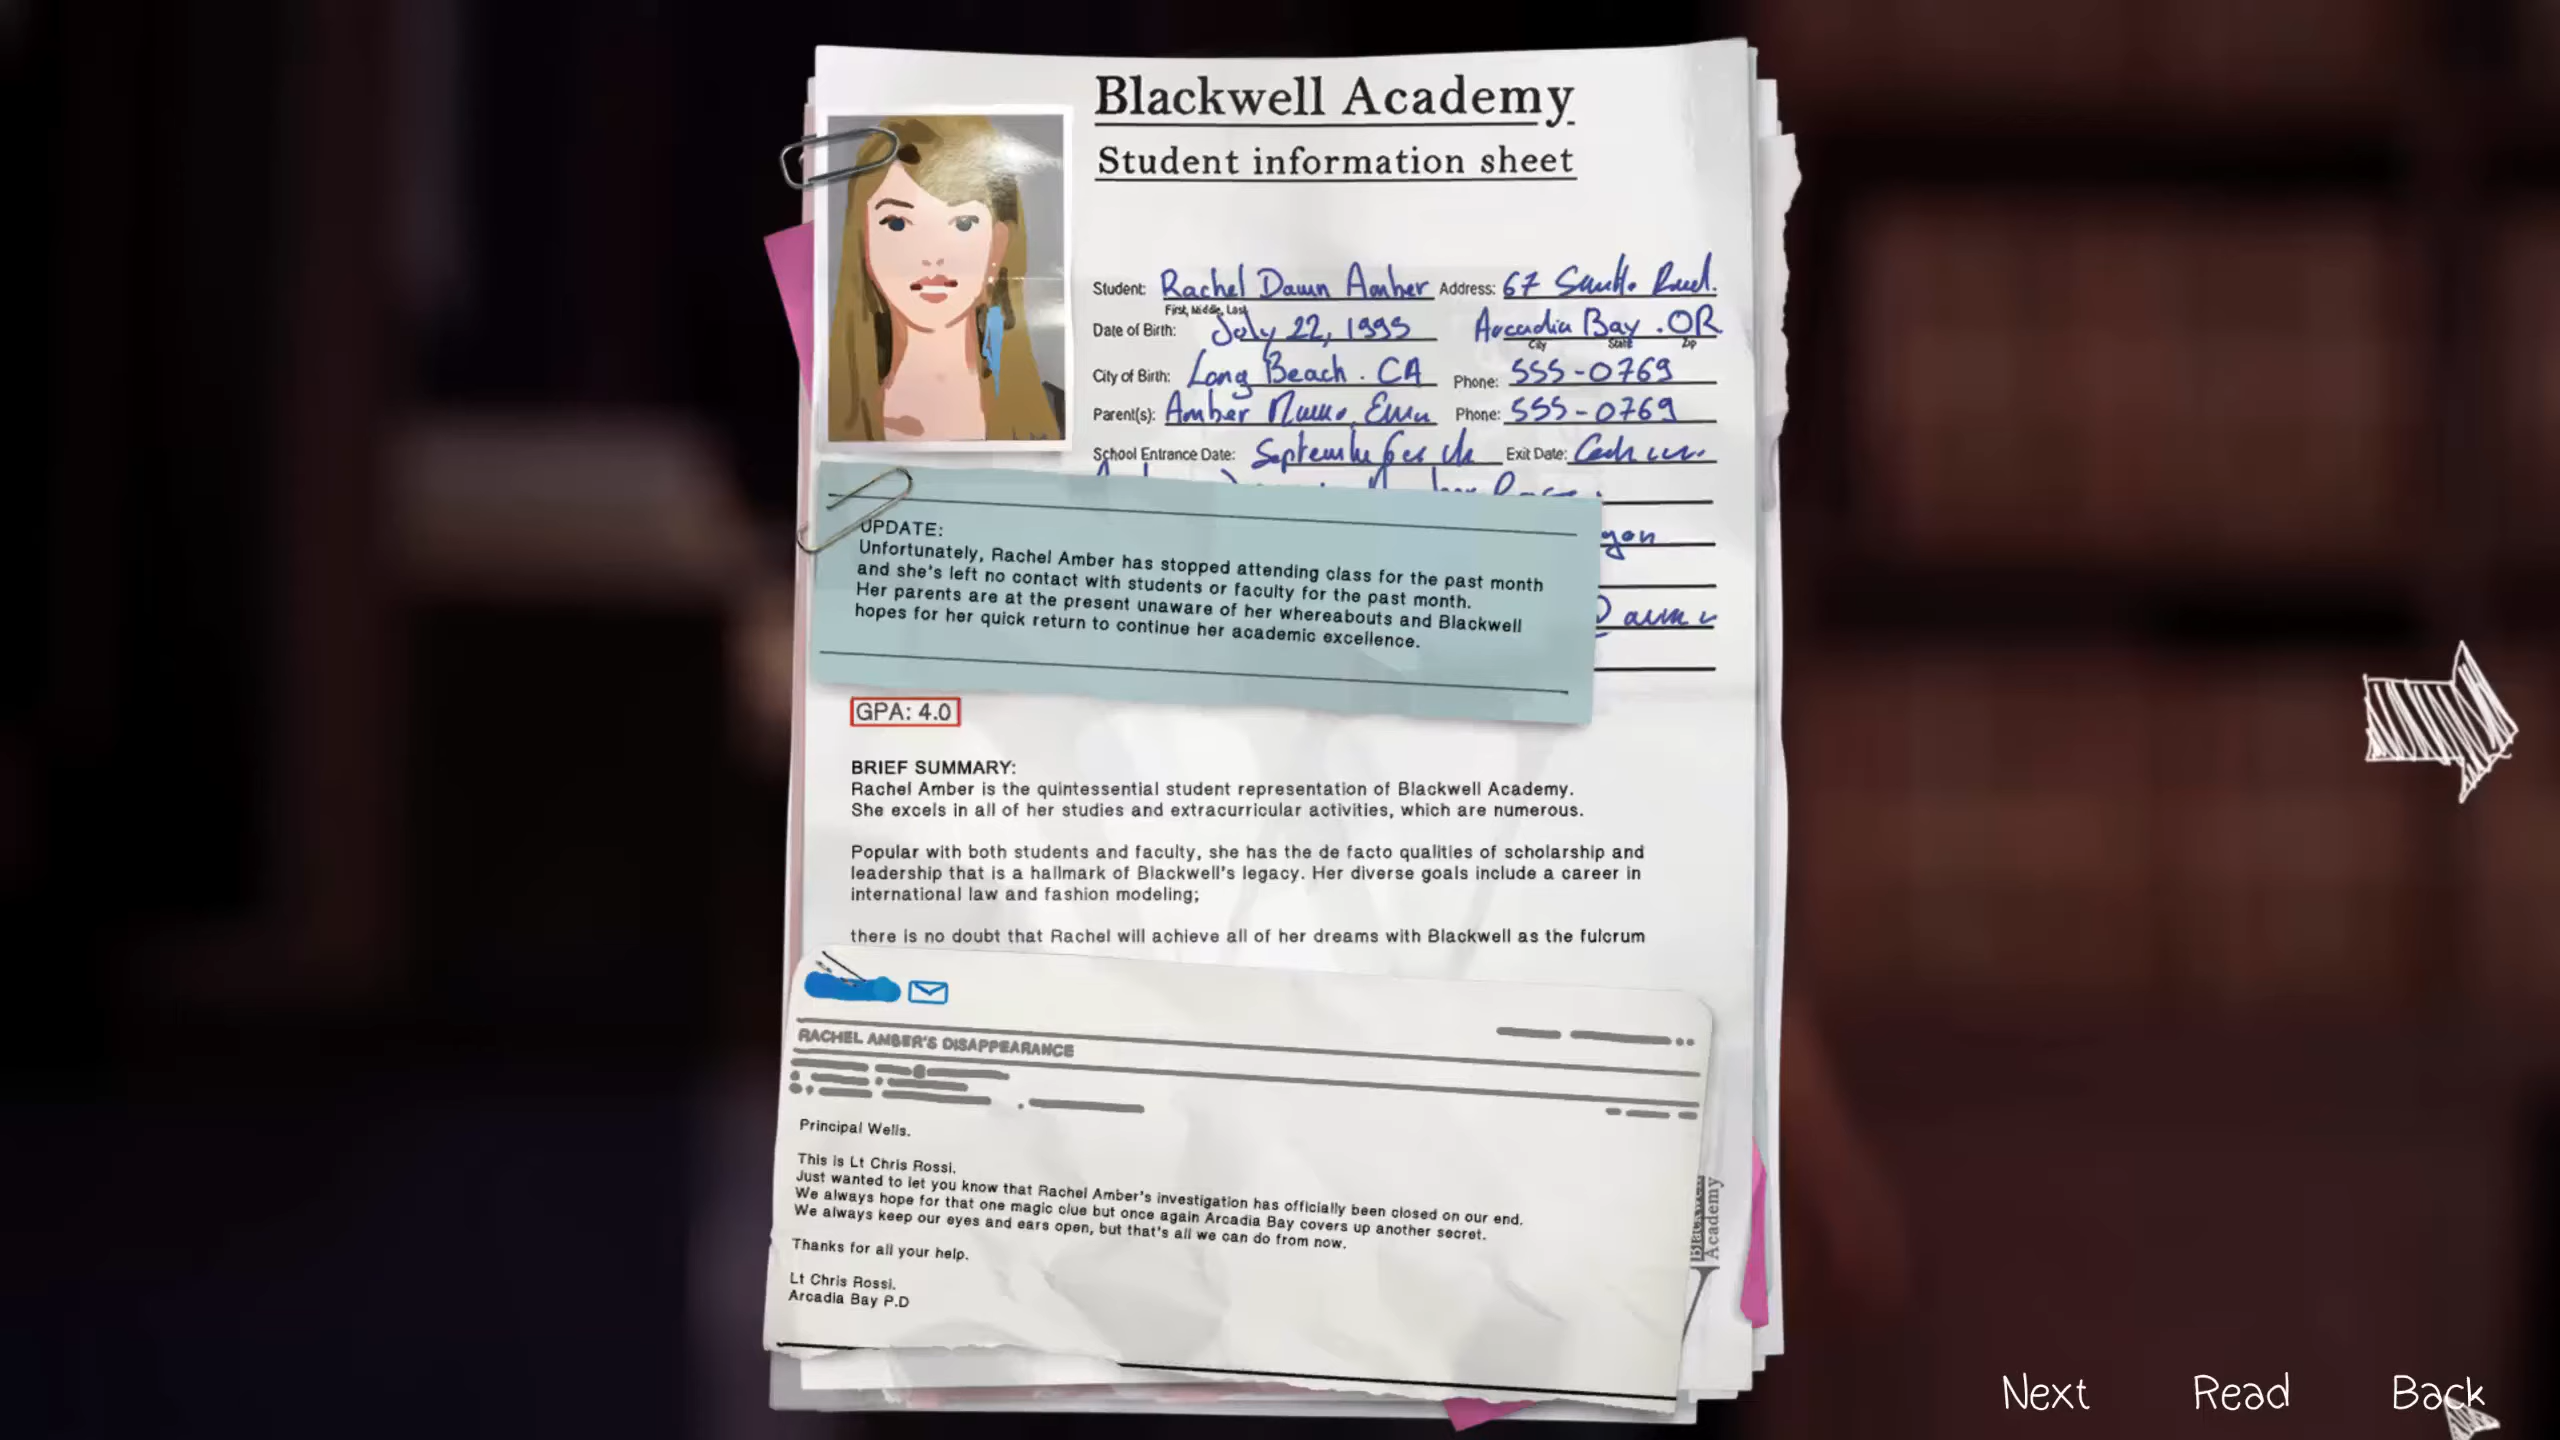 Blackwell Academy
Student information sheet
Student: Rachel Dawn Amber Address: 67
First, Middle, Last
Date of Birth: July 22, 1995 Arcadia Bay . OR
City State Zip
City of Birth: Long Beach . CA Phone: 555-0769
Parent(s): Amber Phone: 555-0769
School Entrance Date: Exit Date:
UPDATE:
Unfortunately, Rachel Amber has stopped attending class for the past month
and she's left no contact with students or faculty for the past month.
Her parents are at the present unaware of her whereabouts and Blackwell
hopes for her quick return to continue her academic excellence.
GPA: 4.0
BRIEF SUMMARY:
Rachel Amber is the quintessential student representation of Blackwell Academy.
She excels in all of her studies and extracurricular activities, which are numerous.
Popular with both students and faculty, she has the de facto qualities of scholarship and
leadership that is a hallmark of Blackwell's legacy. Her diverse goals include a career in
international law and fashion modeling;
there is no doubt that Rachel will achieve all of her dreams with Blackwell as the fulcrum
RACHEL AMBER'S DISAPPEARANCE
Principal Wells.
This is Lt Chris Rossi.
Just wanted to let you know that Rachel Amber's investigation has officially been closed on our end.
We always hope for that one magic clue but once again Arcadia Bay covers up another secret.
We always keep our eyes and ears open, but that's all we can do from now.
Thanks for all your help.
Lt Chris Rossi.
Arcadia Bay P.D
Blackwell
Academy
Next Read Back